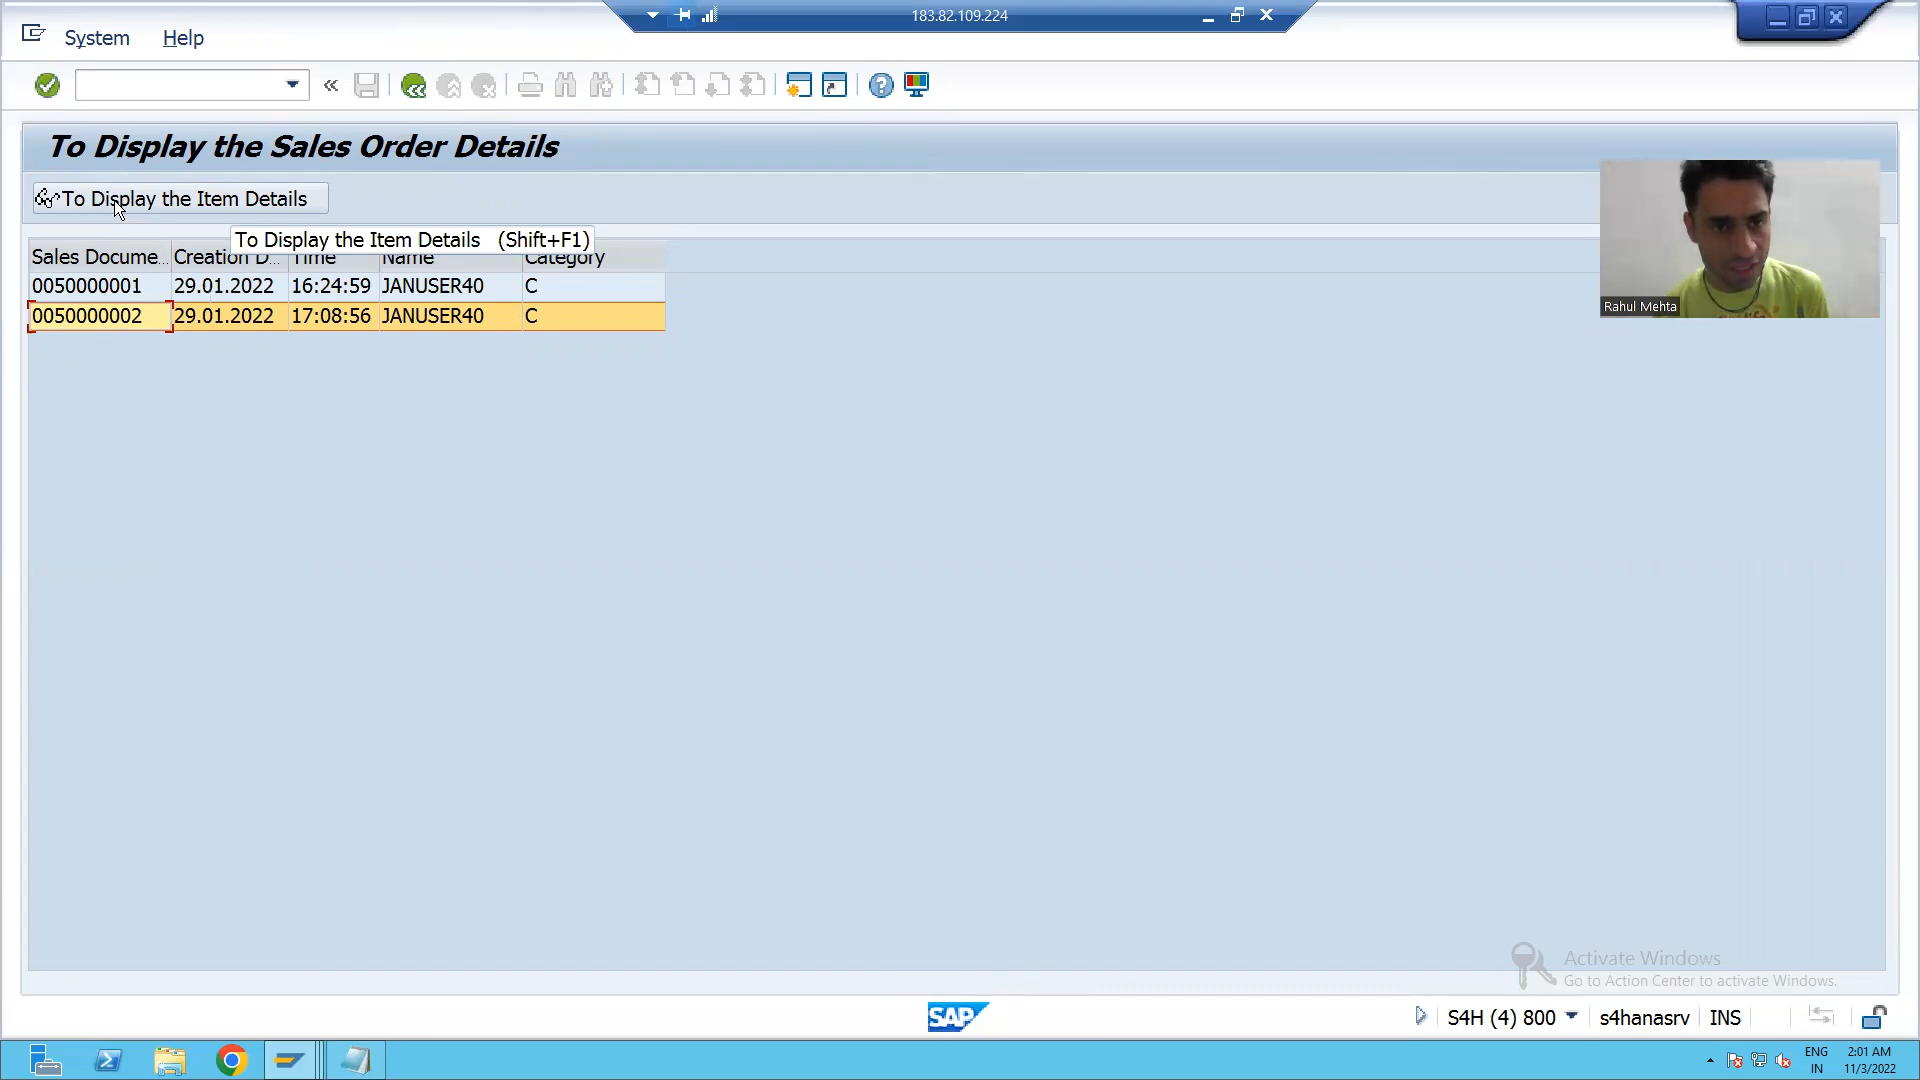 183.82.109.224
System Help
To Display the Sales Order Details
To Display the Item Details
To Display the Item Details (Shift+F1)
Sales Docume... Creation D... Time Name Category
0050000001 29.01.2022 16:24:59 JANUSER40 C
0050000002 29.01.2022 17:08:56 JANUSER40 C
Rahul Mehta
Activate Windows
Go to Action Center to activate Windows.
SAP
S4H (4) 800 s4hanasrv INS
ENG 2:01 AM
IN 11/3/2022